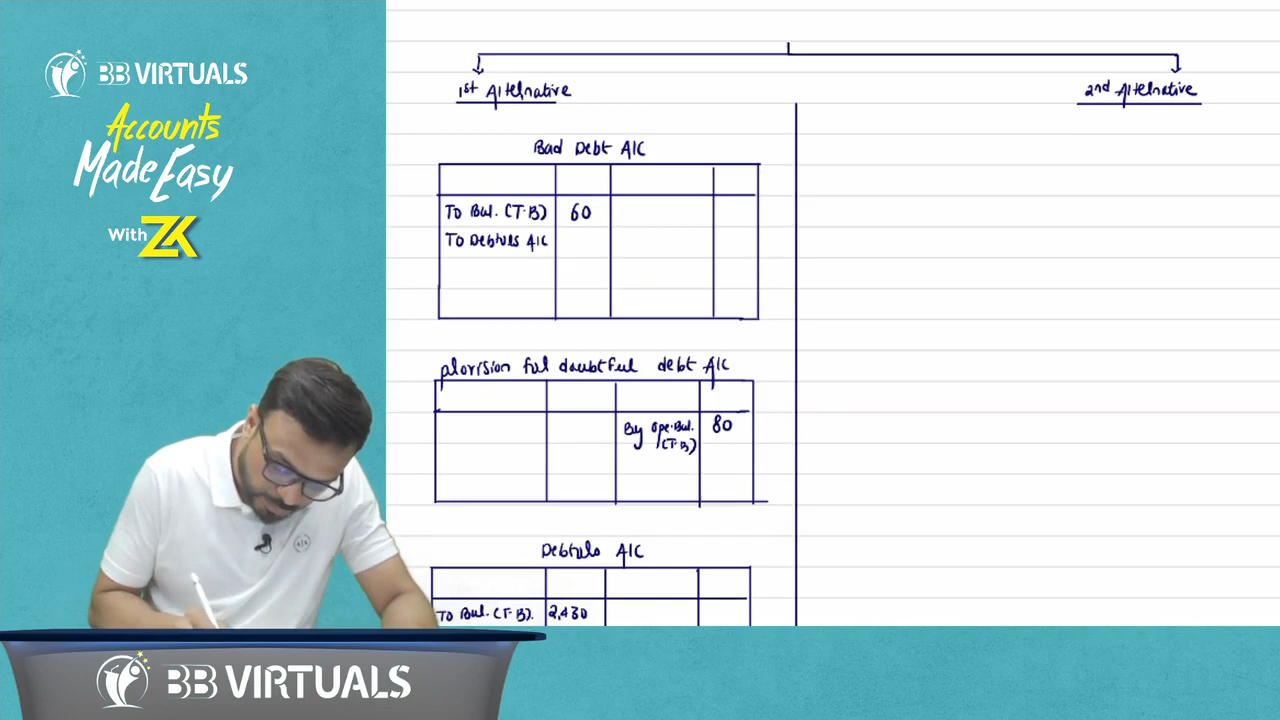 BB VIRTUALS
Accounts
Made Easy
With ZK
1st Alternative
2nd Alternative
Bad Debt A/C
To Bal. (T.B) 60
To Debtors A/C
provision for doubtful debt A/C
By Ope. Bal. 80
(T.B)
Debtors A/C
To Bal. (T.B). 2,430
BB VIRTUALS